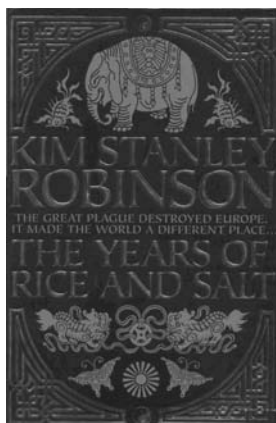 KIM STANLEY
ROBINSON
THE GREAT PLAGUE DESTROYED EUROPE.
IT MADE THE WORLD A DIFFERENT PLACE...
THE YEARS OF
RICE AND SALT